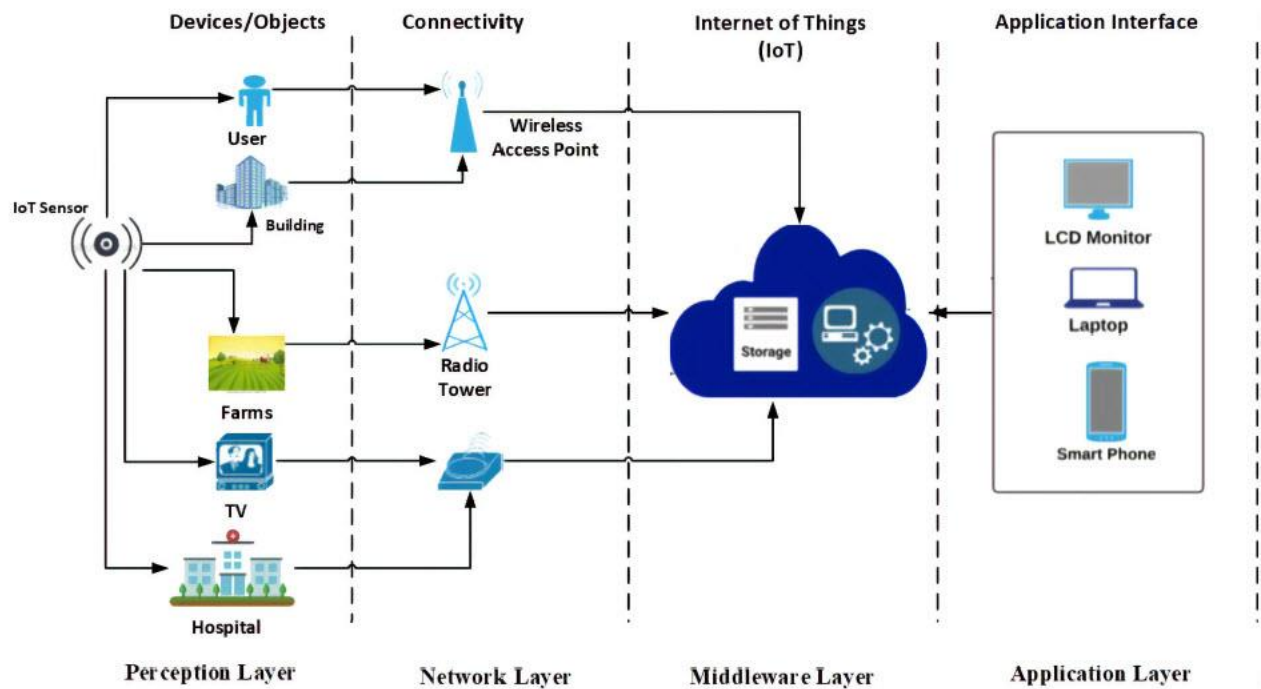 Devices/Objects
Connectivity
Internet of Things
(IoT)
Application Interface
User
Wireless
Access Point
IoT Sensor
Building
LCD Monitor
Storage
Laptop
Radio
Tower
Farms
Smart Phone
TV
Hospital
Perception Layer
Network Layer
Middleware Layer
Application Layer